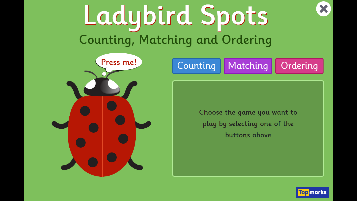 Ladybird Spots
Counting, Matching and Ordering
Press me!
Counting Matching Ordering
Choose the game you want to
play by selecting one of the
buttons above
Topmarks